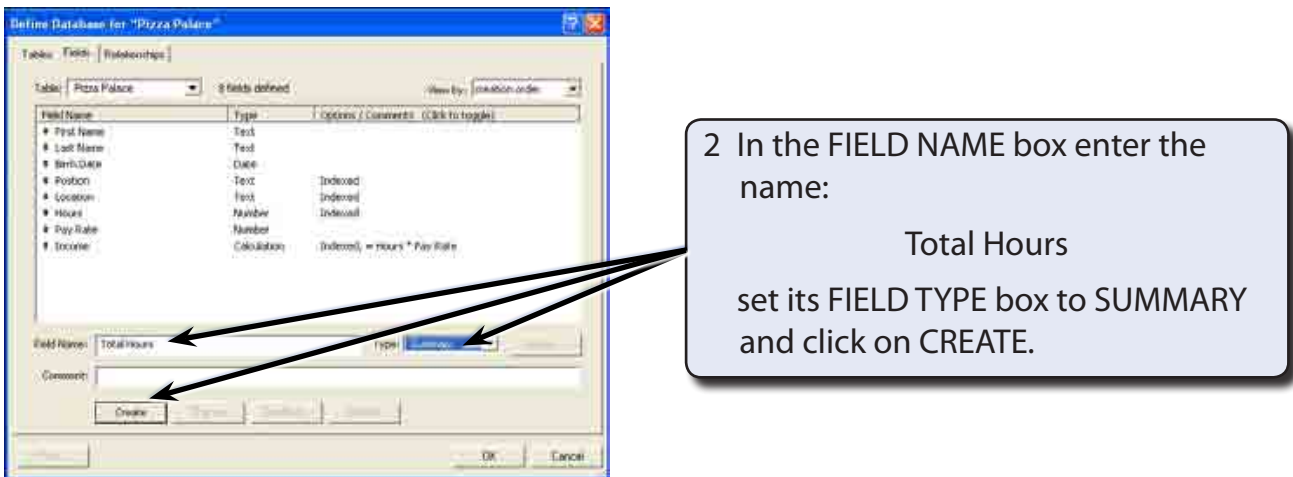 Define Database for "Pizza Palace"
Tables Fields Relationships
Table: Pizza Palace 8 fields defined View by: creation order
Field Name Type Options / Comments (Click to toggle)
First Name Text
Last Name Text
Birth Date Date
Postion Text Indexed
Location Text Indexed
Hours Number Indexed
Pay Rate Number
Income Calculation Indexed, = Hours * Pay Rate
Field Name: Total Hours Type: Summary
Comment:
Create
OK Cancel
2 In the FIELD NAME box enter the
name:
Total Hours
set its FIELD TYPE box to SUMMARY
and click on CREATE.